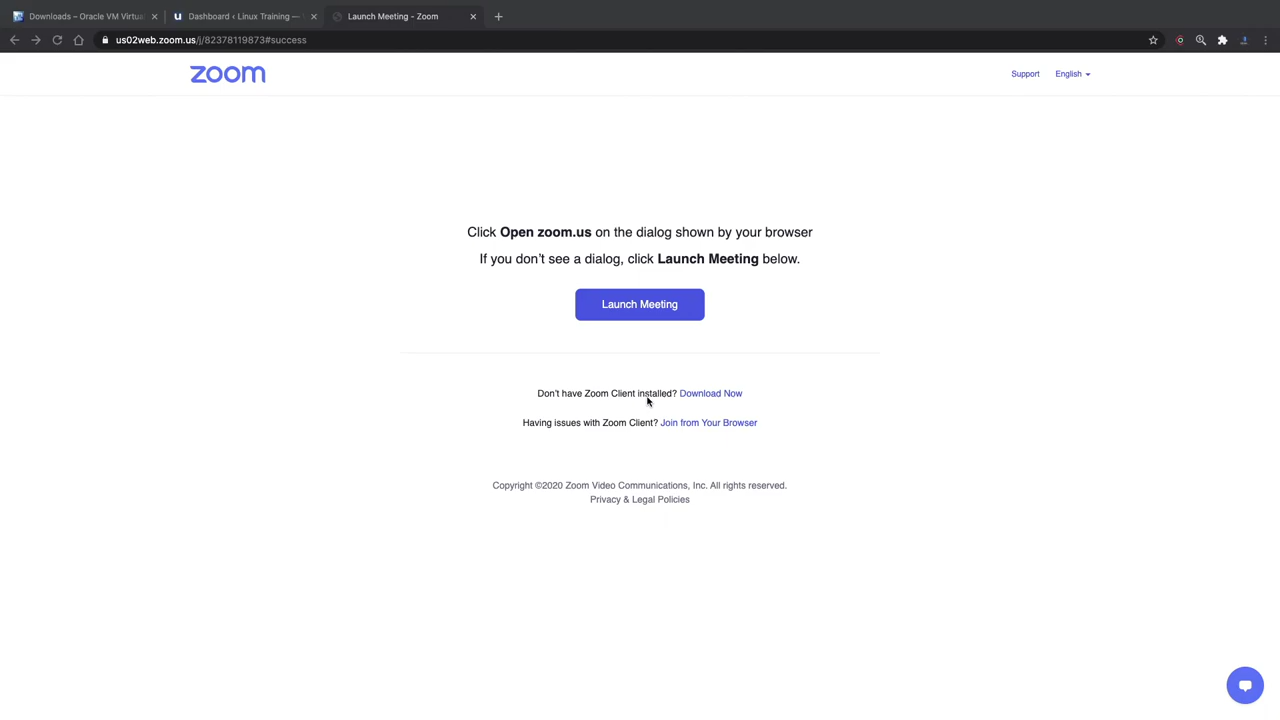 Downloads – Oracle VM Virtua
Dashboard ‹ Linux Training —
Launch Meeting - Zoom
us02web.zoom.us/j/82378119873#success
zoom
Support
English
Click Open zoom.us on the dialog shown by your browser
If you don't see a dialog, click Launch Meeting below.
Launch Meeting
Don't have Zoom Client installed? Download Now
Having issues with Zoom Client? Join from Your Browser
Copyright ©2020 Zoom Video Communications, Inc. All rights reserved.
Privacy & Legal Policies